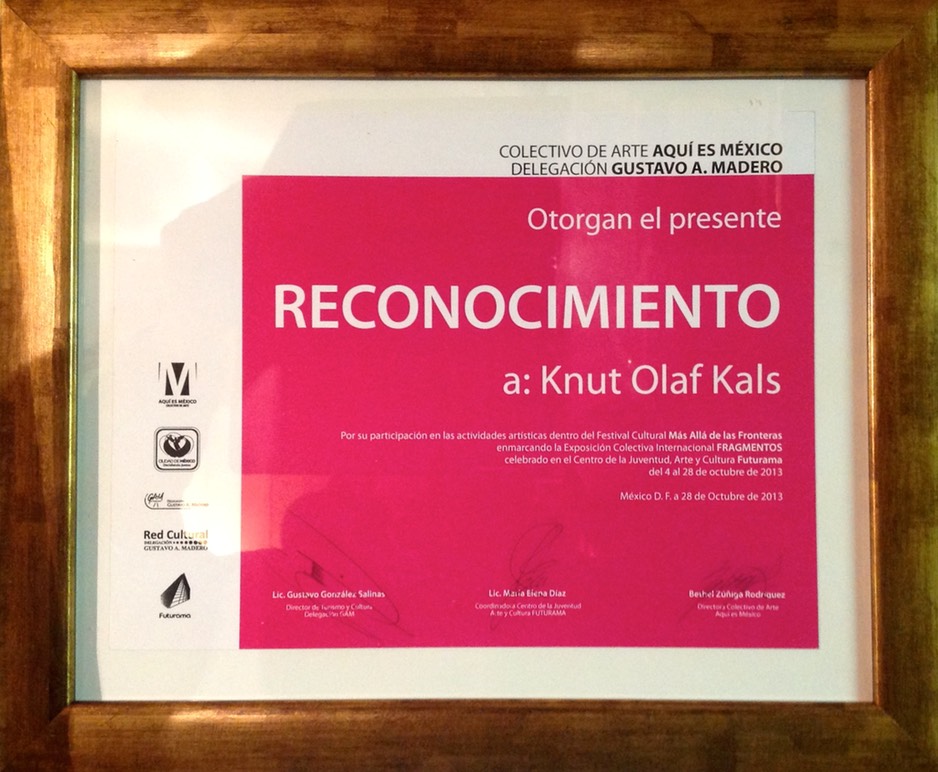 COLECTIVO DE ARTE AQUÍ ES MÉXICO
DELEGACIÓN GUSTAVO A. MADERO
Otorgan el presente
RECONOCIMIENTO
a: Knut Olaf Kals
Por su participación en las actividades artísticas dentro del Festival Cultural Más Allá de las Fronteras
enmarcando la Exposición Colectiva Internacional FRAGMENTOS
celebrado en el Centro de la Juventud, Arte y Cultura Futurama
del 4 al 28 de octubre de 2013
México D. F. a 28 de Octubre de 2013
M
AQUÍ ES MÉXICO
CIUDAD DE MÉXICO
Red Cultural
DELEGACIÓN
GUSTAVO A. MADERO
Futurama
Lic. Gustavo González Salinas
Director de Turismo y Cultura
Delegación GAM
Lic. María Elena Díaz
Coordinadora Centro de la Juventud
Arte y Cultura FUTURAMA
Bethel Zúñiga Rodríguez
Directora Colectivo de Arte
Aquí es México